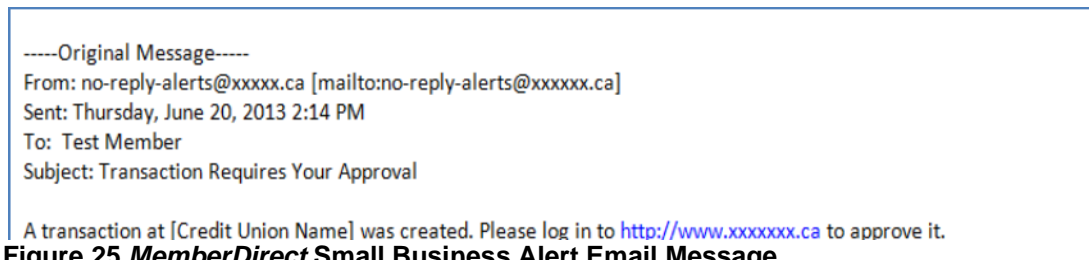 -----Original Message-----
From: no-reply-alerts@xxxxx.ca [mailto:no-reply-alerts@xxxxxx.ca]
Sent: Thursday, June 20, 2013 2:14 PM
To: Test Member
Subject: Transaction Requires Your Approval
A transaction at [Credit Union Name] was created. Please log in to http://www.xxxxxxx.ca to approve it.
Figure 25 MemberDirect Small Business Alert Email Message